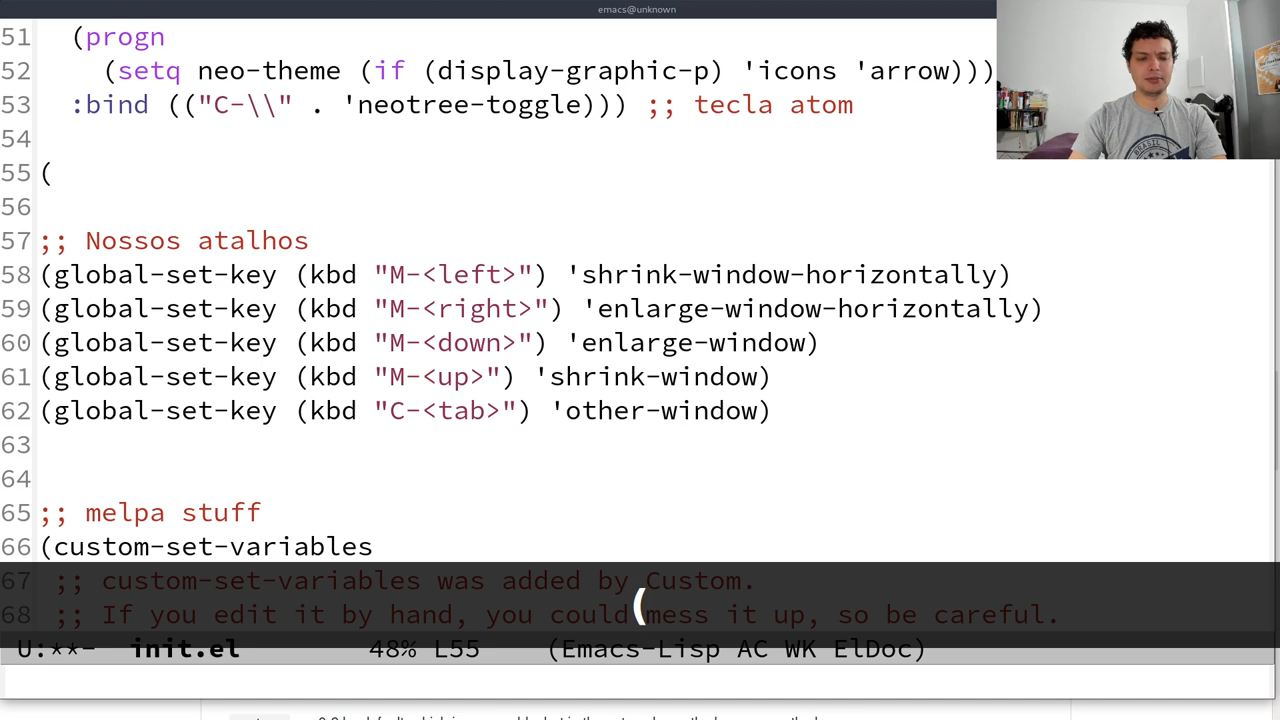 emacs@unknown
51 (progn
52 (setq neo-theme (if (display-graphic-p) 'icons 'arrow)))
53 :bind (("C-\\" . 'neotree-toggle))) ;; tecla atom
54
55 (
56
57 ;; Nossos atalhos
58 (global-set-key (kbd "M-<left>") 'shrink-window-horizontally)
59 (global-set-key (kbd "M-<right>") 'enlarge-window-horizontally)
60 (global-set-key (kbd "M-<down>") 'enlarge-window)
61 (global-set-key (kbd "M-<up>") 'shrink-window)
62 (global-set-key (kbd "C-<tab>") 'other-window)
63
64
65 ;; melpa stuff
66 (custom-set-variables
67 ;; custom-set-variables was added by Custom.
68 ;; If you edit it by hand, you could mess it up, so be careful.
(
U:**- init.el 48% L55 (Emacs-Lisp AC WK ElDoc)
BRASIL